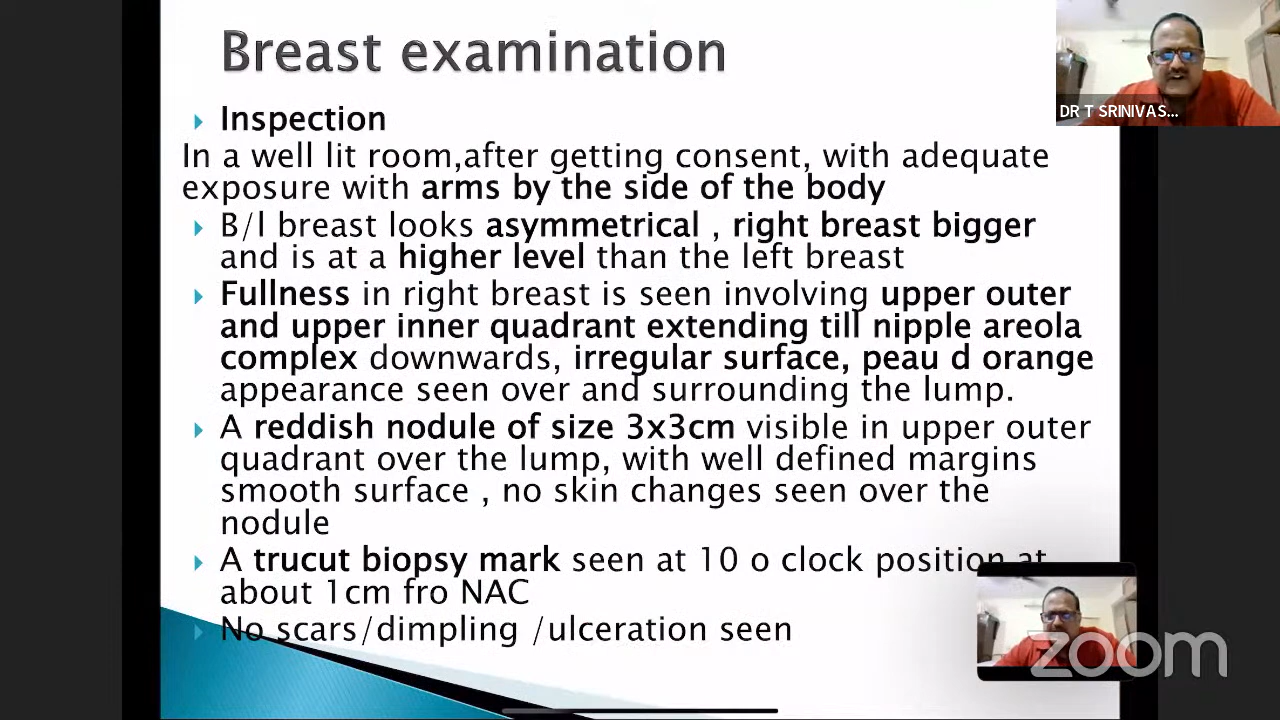 Breast examination
Inspection
In a well lit room,after getting consent, with adequate
exposure with arms by the side of the body
B/l breast looks asymmetrical , right breast bigger
and is at a higher level than the left breast
Fullness in right breast is seen involving upper outer
and upper inner quadrant extending till nipple areola
complex downwards, irregular surface, peau d orange
appearance seen over and surrounding the lump.
A reddish nodule of size 3x3cm visible in upper outer
quadrant over the lump, with well defined margins
smooth surface , no skin changes seen over the
nodule
A trucut biopsy mark seen at 10 o clock position at
about 1cm fro NAC
No scars/dimpling /ulceration seen
DR T SRINIVAS...
zoom